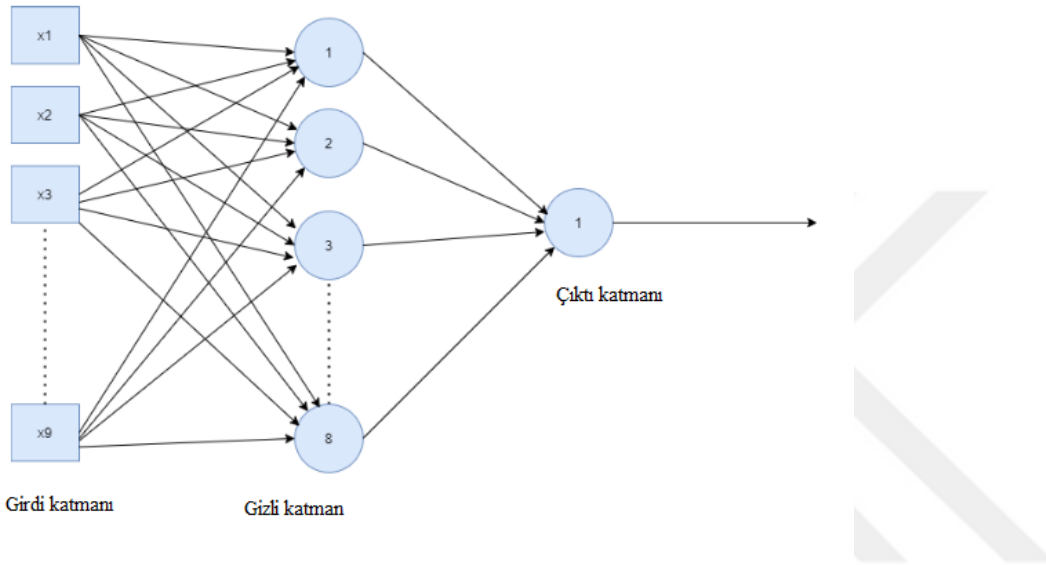 x1
1
x2
2
x3
3
1
Çıktı katmanı
x9
8
Girdi katmanı
Gizli katman